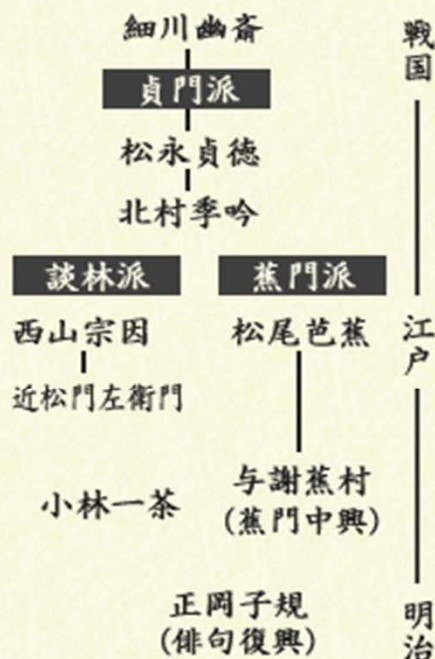 細川幽斎
戦国
貞門派
松永貞徳
北村季吟
談林派
蕉門派
西山宗因
松尾芭蕉
江戸
近松門左衛門
小林一茶
与謝蕉村
(蕉門中興)
正岡子規
(俳句復興)
明治